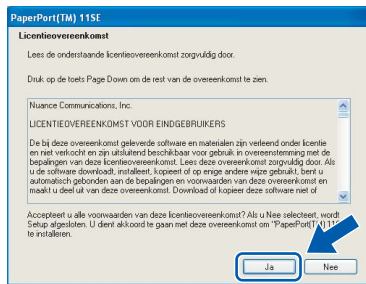 PaperPort(TM) 11SE
Licentieovereenkomst
Lees de onderstaande licentieovereenkomst zorgvuldig door.
Druk op de toets Page Down om de rest van de overeenkomst te zien.
Nuance Communications, Inc.
LICENTIEOVEREENKOMST VOOR EINDGEBRUIKERS
De bij deze overeenkomst geleverde software en materialen zijn verleend onder licentie
en niet verkocht en zijn uitsluitend beschikbaar voor gebruik in overeenstemming met de
bepalingen van deze licentieovereenkomst. Lees deze overeenkomst zorgvuldig door. Als
u de software downloadt, installeert, kopieert of op enige andere wijze gebruikt, bent u
automatisch gebonden aan de bepalingen en voorwaarden van deze overeenkomst en
maakt u deel uit van deze overeenkomst. Download of kopieer deze software niet of
Accepteert u alle voorwaarden van deze licentieovereenkomst? Als u Nee selecteert, wordt
Setup afgesloten. U dient akkoord te gaan met deze overeenkomst om "PaperPort(TM) 11
te installeren.
Ja
Nee